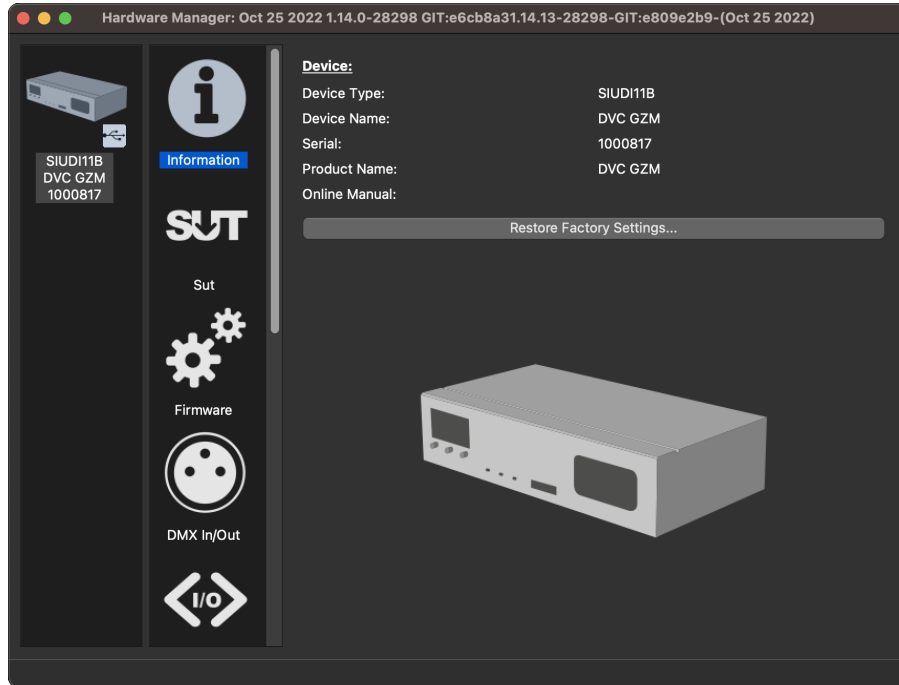 Hardware Manager: Oct 25 2022 1.14.0-28298 GIT:e6cb8a31.14.13-28298-GIT:e809e2b9-(Oct 25 2022)
SIUDI11B
DVC GZM
1000817
Information
SUT
Sut
Firmware
DMX In/Out
I/O
Device:
Device Type: SIUDI11B
Device Name: DVC GZM
Serial: 1000817
Product Name: DVC GZM
Online Manual:
Restore Factory Settings...